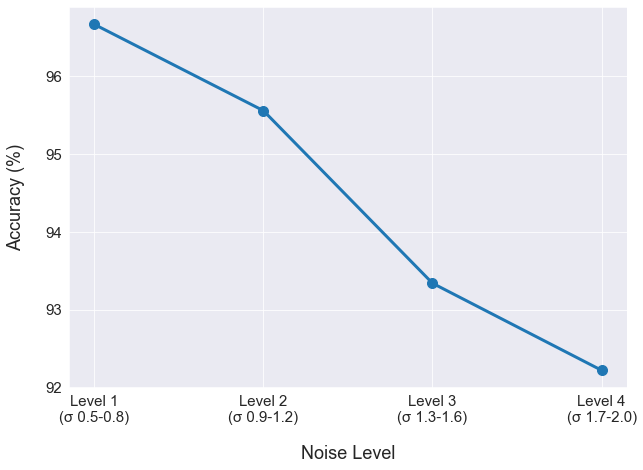 Accuracy (%)
96
95
94
93
92
Level 1
(σ 0.5-0.8)
Level 2
(σ 0.9-1.2)
Level 3
(σ 1.3-1.6)
Level 4
(σ 1.7-2.0)
Noise Level